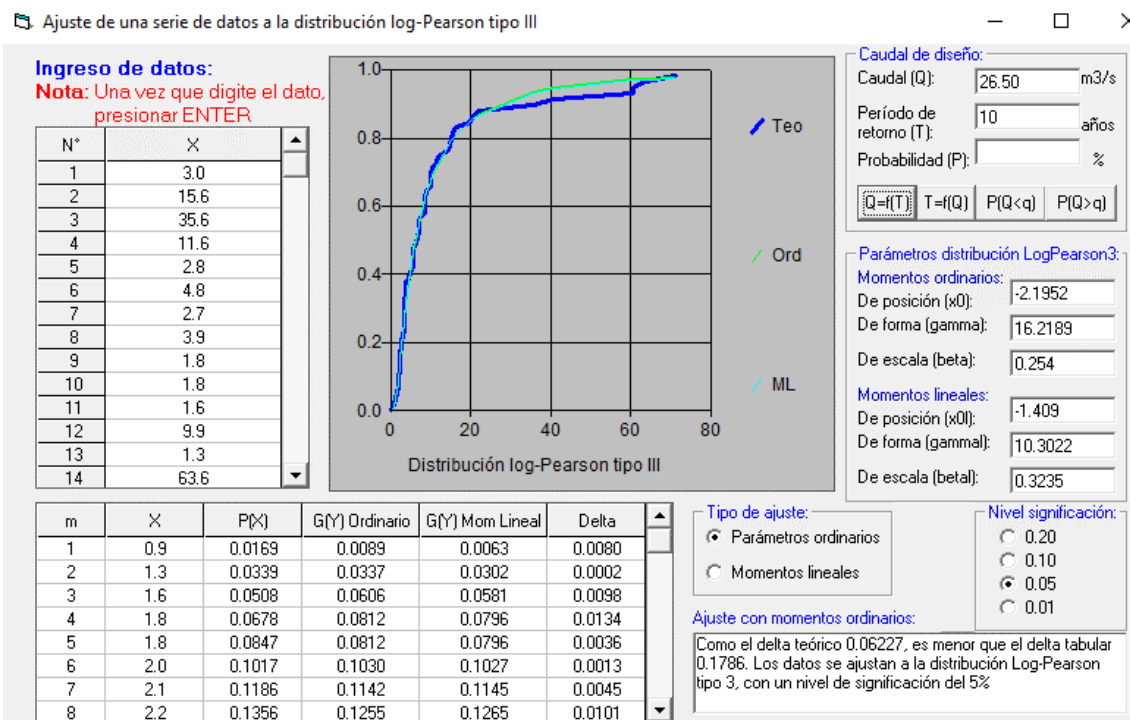 Ajuste de una serie de datos a la distribución log-Pearson tipo III
Ingreso de datos:
Nota: Una vez que digite el dato,
presionar ENTER
N° X
1 3.0
2 15.6
3 35.6
4 11.6
5 2.8
6 4.8
7 2.7
8 3.9
9 1.8
10 1.8
11 1.6
12 9.9
13 1.3
14 63.6
1.0
0.8
0.6
0.4
0.2
0.0
0 20 40 60 80
Distribución log-Pearson tipo III
Teo
Ord
ML
Caudal de diseño:
Caudal (Q): 26.50 m3/s
Período de
retorno (T): 10 años
Probabilidad (P): %
Q=f(T) T=f(Q) P(Q<q) P(Q>q)
Parámetros distribución LogPearson3:
Momentos ordinarios:
De posición (x0): -2.1952
De forma (gamma): 16.2189
De escala (beta): 0.254
Momentos lineales:
De posición (x0l): -1.409
De forma (gammal): 10.3022
De escala (betal): 0.3235
m X P(X) G(Y) Ordinario G(Y) Mom Lineal Delta
1 0.9 0.0169 0.0089 0.0063 0.0080
2 1.3 0.0339 0.0337 0.0302 0.0002
3 1.6 0.0508 0.0606 0.0581 0.0098
4 1.8 0.0678 0.0812 0.0796 0.0134
5 1.8 0.0847 0.0812 0.0796 0.0036
6 2.0 0.1017 0.1030 0.1027 0.0013
7 2.1 0.1186 0.1142 0.1145 0.0045
8 2.2 0.1356 0.1255 0.1265 0.0101
Tipo de ajuste:
Parámetros ordinarios
Momentos lineales
Nivel significación:
0.20
0.10
0.05
0.01
Ajuste con momentos ordinarios:
Como el delta teórico 0.06227, es menor que el delta tabular
0.1786. Los datos se ajustan a la distribución Log-Pearson
tipo 3, con un nivel de significación del 5%